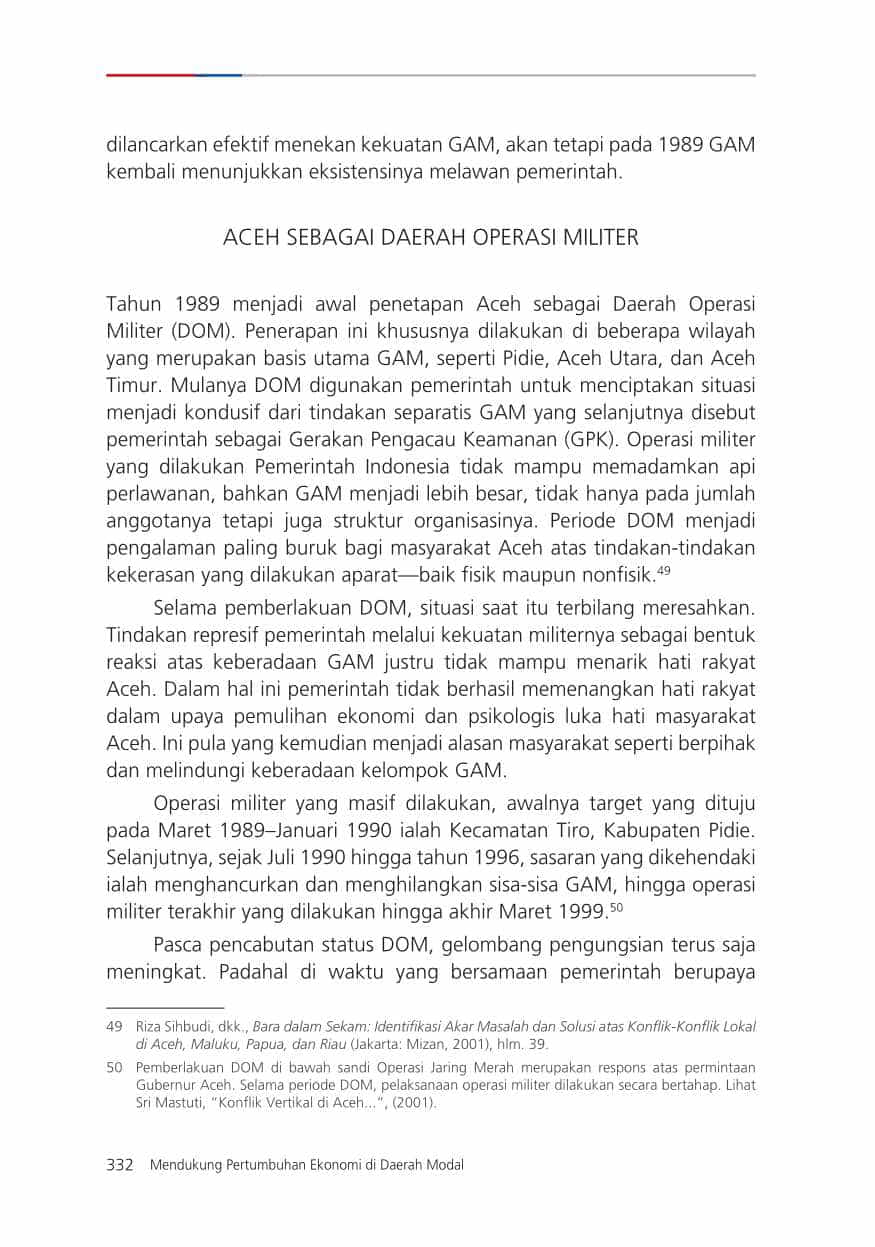 dilancarkan efektif menekan kekuatan GAM, akan tetapi pada 1989 GAM
kembali menunjukkan eksistensinya melawan pemerintah.
ACEH SEBAGAI DAERAH OPERASI MILITER
Tahun 1989 menjadi awal penetapan Aceh sebagai Daerah Operasi
Militer (DOM). Penerapan ini khususnya dilakukan di beberapa wilayah
yang merupakan basis utama GAM, seperti Pidie, Aceh Utara, dan Aceh
Timur. Mulanya DOM digunakan pemerintah untuk menciptakan situasi
menjadi kondusif dari tindakan separatis GAM yang selanjutnya disebut
pemerintah sebagai Gerakan Pengacau Keamanan (GPK). Operasi militer
yang dilakukan Pemerintah Indonesia tidak mampu memadamkan api
perlawanan, bahkan GAM menjadi lebih besar, tidak hanya pada jumlah
anggotanya tetapi juga struktur organisasinya. Periode DOM menjadi
pengalaman paling buruk bagi masyarakat Aceh atas tindakan-tindakan
kekerasan yang dilakukan aparat—baik fisik maupun nonfisik.49
Selama pemberlakuan DOM, situasi saat itu terbilang meresahkan.
Tindakan represif pemerintah melalui kekuatan militernya sebagai bentuk
reaksi atas keberadaan GAM justru tidak mampu menarik hati rakyat
Aceh. Dalam hal ini pemerintah tidak berhasil memenangkan hati rakyat
dalam upaya pemulihan ekonomi dan psikologis luka hati masyarakat
Aceh. Ini pula yang kemudian menjadi alasan masyarakat seperti berpihak
dan melindungi keberadaan kelompok GAM.
Operasi militer yang masif dilakukan, awalnya target yang dituju
pada Maret 1989–Januari 1990 ialah Kecamatan Tiro, Kabupaten Pidie.
Selanjutnya, sejak Juli 1990 hingga tahun 1996, sasaran yang dikehendaki
ialah menghancurkan dan menghilangkan sisa-sisa GAM, hingga operasi
militer terakhir yang dilakukan hingga akhir Maret 1999.50
Pasca pencabutan status DOM, gelombang pengungsian terus saja
meningkat. Padahal di waktu yang bersamaan pemerintah berupaya
49 Riza Sihbudi, dkk., Bara dalam Sekam: Identifikasi Akar Masalah dan Solusi atas Konflik-Konflik Lokal
di Aceh, Maluku, Papua, dan Riau (Jakarta: Mizan, 2001), hlm. 39.
50 Pemberlakuan DOM di bawah sandi Operasi Jaring Merah merupakan respons atas permintaan
Gubernur Aceh. Selama periode DOM, pelaksanaan operasi militer dilakukan secara bertahap. Lihat
Sri Mastuti, “Konflik Vertikal di Aceh...”, (2001).
332 Mendukung Pertumbuhan Ekonomi di Daerah Modal